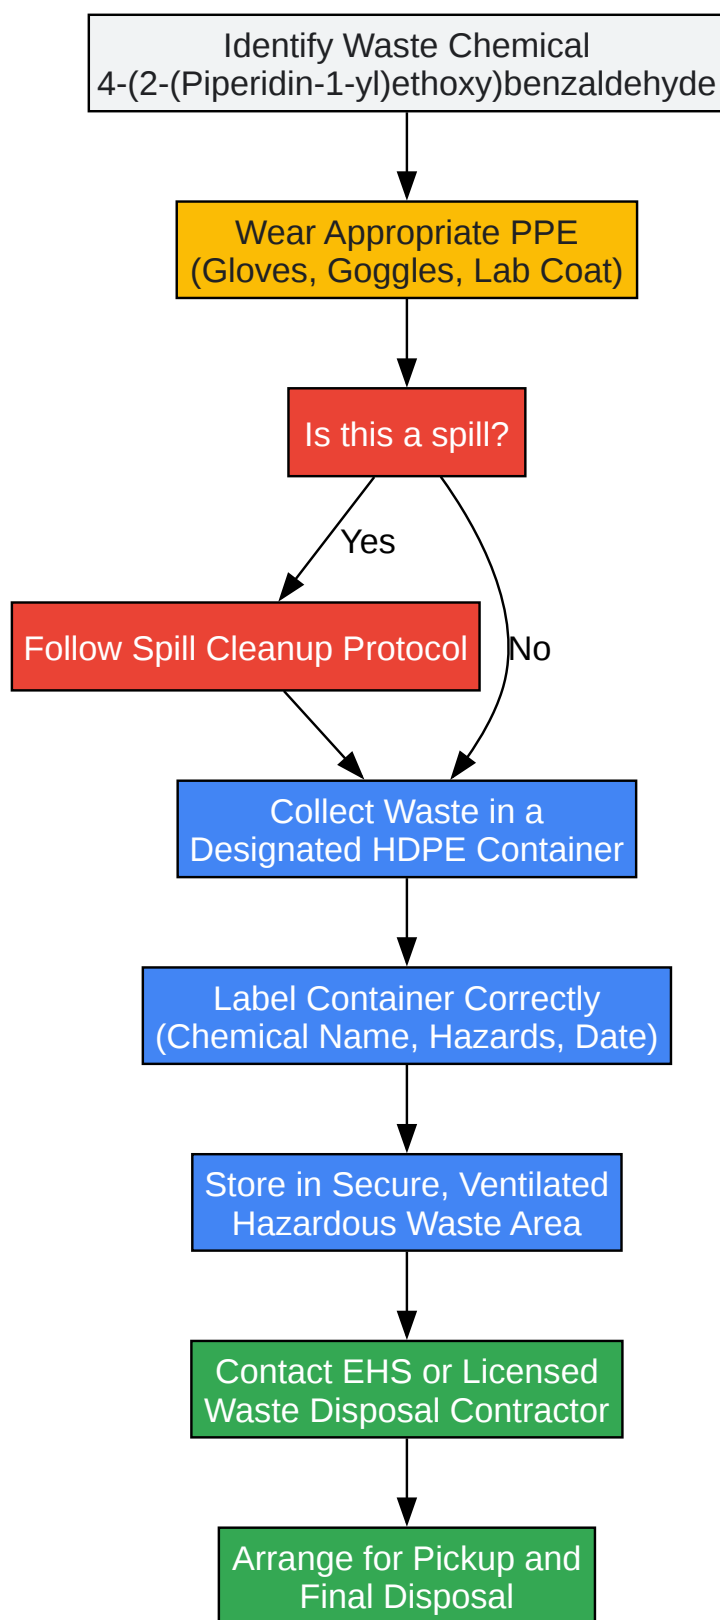 Identify Waste Chemical
4-(2-(Piperidin-1-yl)ethoxy)benzaldehyde
Wear Appropriate PPE
(Gloves, Goggles, Lab Coat)
Is this a spill?
Yes
Follow Spill Cleanup Protocol
No
Collect Waste in a
Designated HDPE Container
Label Container Correctly
(Chemical Name, Hazards, Date)
Store in Secure, Ventilated
Hazardous Waste Area
Contact EHS or Licensed
Waste Disposal Contractor
Arrange for Pickup and
Final Disposal